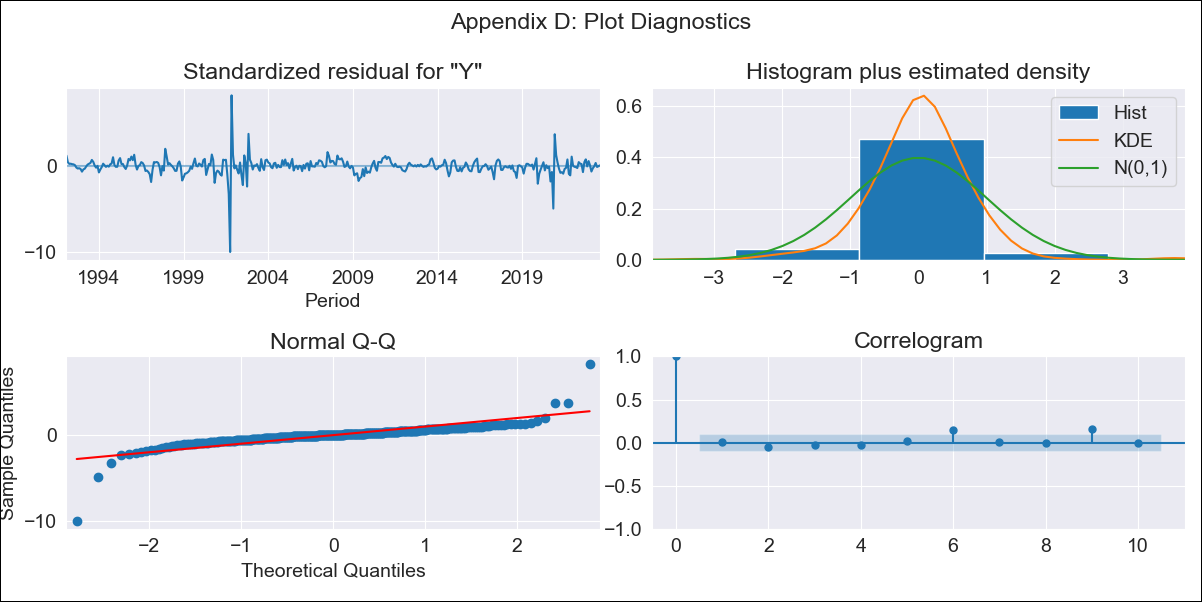 Appendix D: Plot Diagnostics
Standardized residual for "Y"
0
−10
1994 1999 2004 2009 2014 2019
Period
Histogram plus estimated density
0.6
0.4
0.2
0.0
−3 −2 −1 0 1 2 3
Hist
KDE
N(0,1)
Normal Q-Q
Sample Quantiles
0
−10
−2 −1 0 1 2
Theoretical Quantiles
Correlogram
1.0
0.5
0.0
−0.5
−1.0
0 2 4 6 8 10